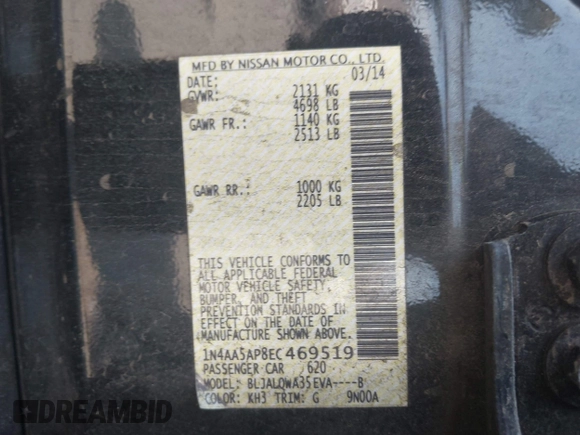 MFD BY NISSAN MOTOR CO., LTD.
DATE: 03/14
GVWR: 2131 KG
4698 LB
GAWR FR.: 1140 KG
2513 LB
GAWR RR.: 1000 KG
2205 LB
THIS VEHICLE CONFORMS TO
ALL APPLICABLE FEDERAL
MOTOR VEHICLE SAFETY,
BUMPER, AND THEFT
PREVENTION STANDARDS IN
EFFECT ON THE DATE OF
MANUFACTURE SHOWN ABOVE.
1N4AA5AP8EC469519
PASSENGER CAR 620
MODEL: BLJALQWA35EVA----B
COLOR: KH3 TRIM: G 9N00A
DREAMBID